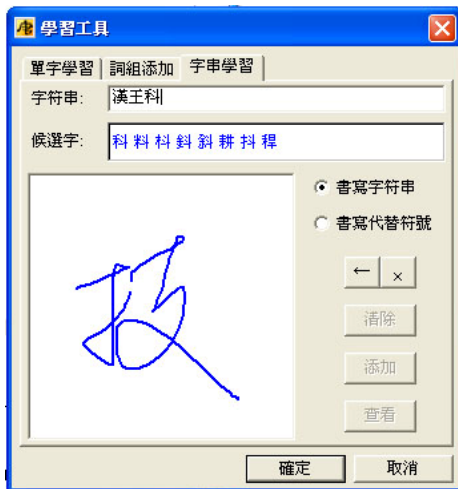 學習工具
單字學習 詞組添加 字串學習
字符串: 漢王科
候選字: 科 料 枓 斜 斜 耕 抖 稈
技
書寫字符串
書寫代替符號
← ×
清除
添加
查看
確定 取消